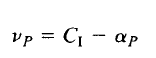 ν_P = C_I − α_P